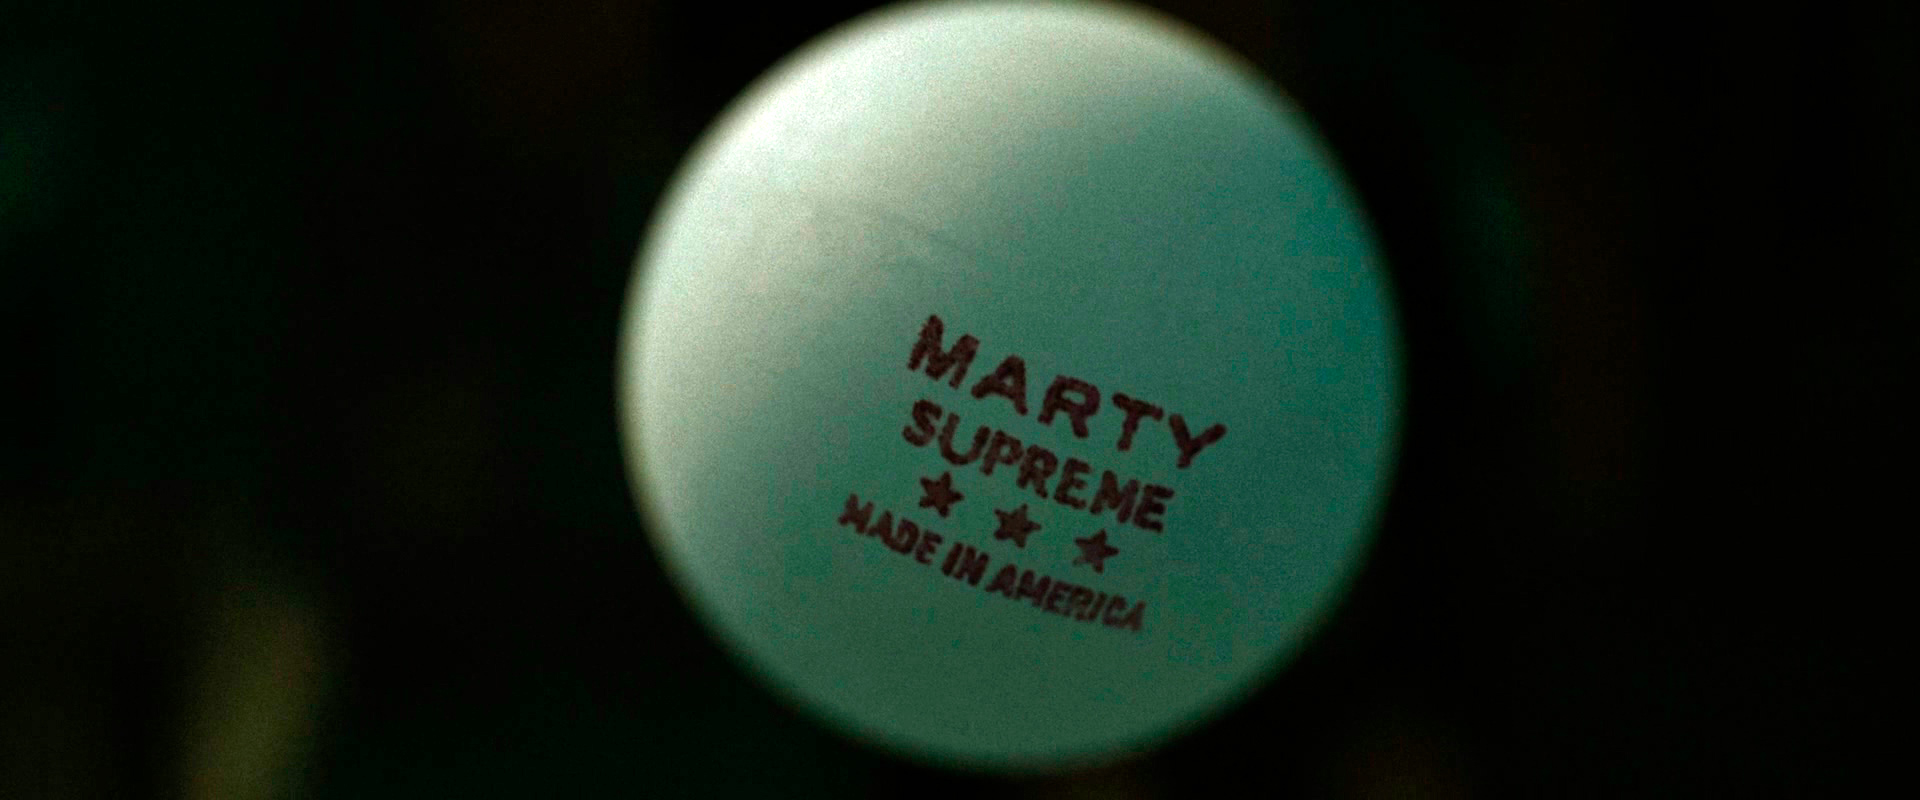 MARTY
SUPREME
★ ★ ★
MADE IN AMERICA